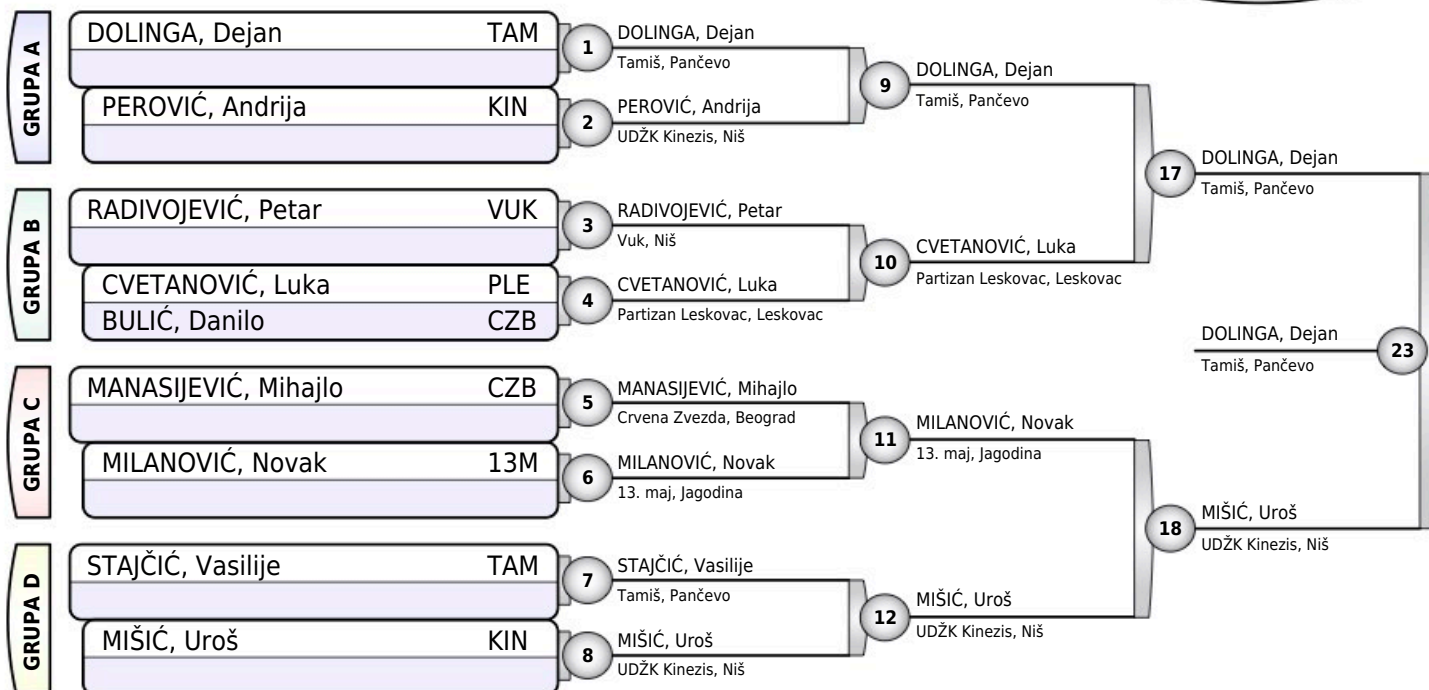 GRUPA A
DOLINGA, Dejan TAM
PEROVIĆ, Andrija KIN
1
DOLINGA, Dejan
Tamiš, Pančevo
2
PEROVIĆ, Andrija
UDŽK Kinezis, Niš
9
DOLINGA, Dejan
Tamiš, Pančevo
GRUPA B
RADIVOJEVIĆ, Petar VUK
CVETANOVIĆ, Luka PLE
BULIĆ, Danilo CZB
3
RADIVOJEVIĆ, Petar
Vuk, Niš
4
CVETANOVIĆ, Luka
Partizan Leskovac, Leskovac
10
CVETANOVIĆ, Luka
Partizan Leskovac, Leskovac
17
DOLINGA, Dejan
Tamiš, Pančevo
DOLINGA, Dejan
Tamiš, Pančevo
23
GRUPA C
MANASIJEVIĆ, Mihajlo CZB
MILANOVIĆ, Novak 13M
5
MANASIJEVIĆ, Mihajlo
Crvena Zvezda, Beograd
6
MILANOVIĆ, Novak
13. maj, Jagodina
11
MILANOVIĆ, Novak
13. maj, Jagodina
GRUPA D
STAJČIĆ, Vasilije TAM
MIŠIĆ, Uroš KIN
7
STAJČIĆ, Vasilije
Tamiš, Pančevo
8
MIŠIĆ, Uroš
UDŽK Kinezis, Niš
12
MIŠIĆ, Uroš
UDŽK Kinezis, Niš
18
MIŠIĆ, Uroš
UDŽK Kinezis, Niš